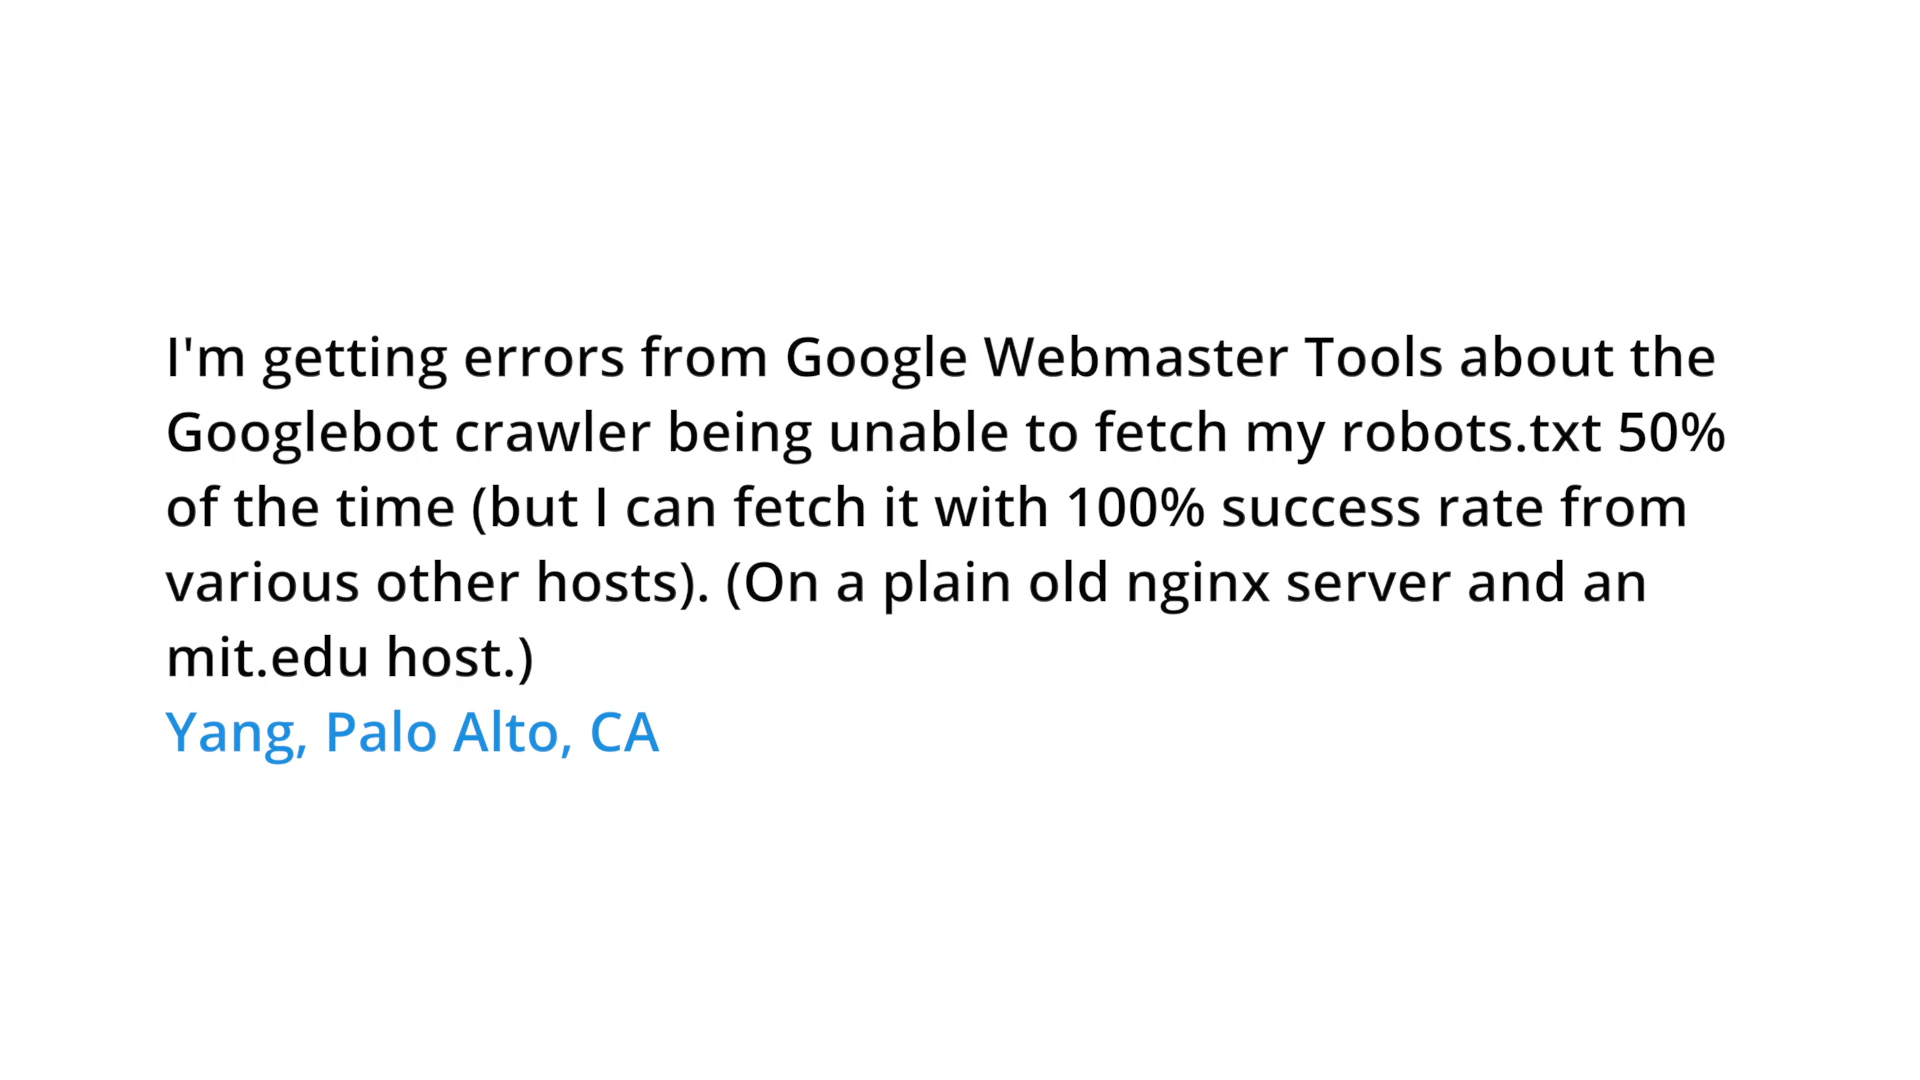 I'm getting errors from Google Webmaster Tools about the
Googlebot crawler being unable to fetch my robots.txt 50%
of the time (but I can fetch it with 100% success rate from
various other hosts). (On a plain old nginx server and an
mit.edu host.)
Yang, Palo Alto, CA